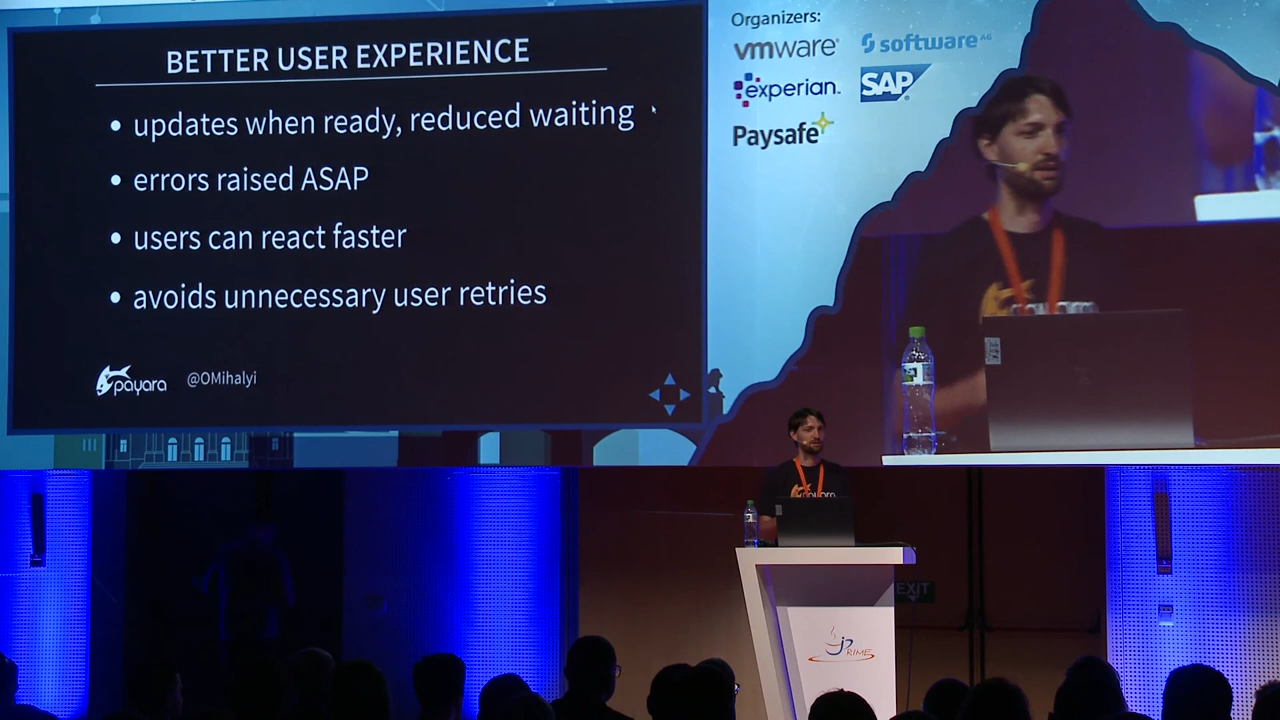 BETTER USER EXPERIENCE
• updates when ready, reduced waiting
• errors raised ASAP
• users can react faster
• avoids unnecessary user retries
payara @OMihalyi
Organizers:
vmware
software AG
experian.
SAP
Paysafe
EXIT
JPRIME